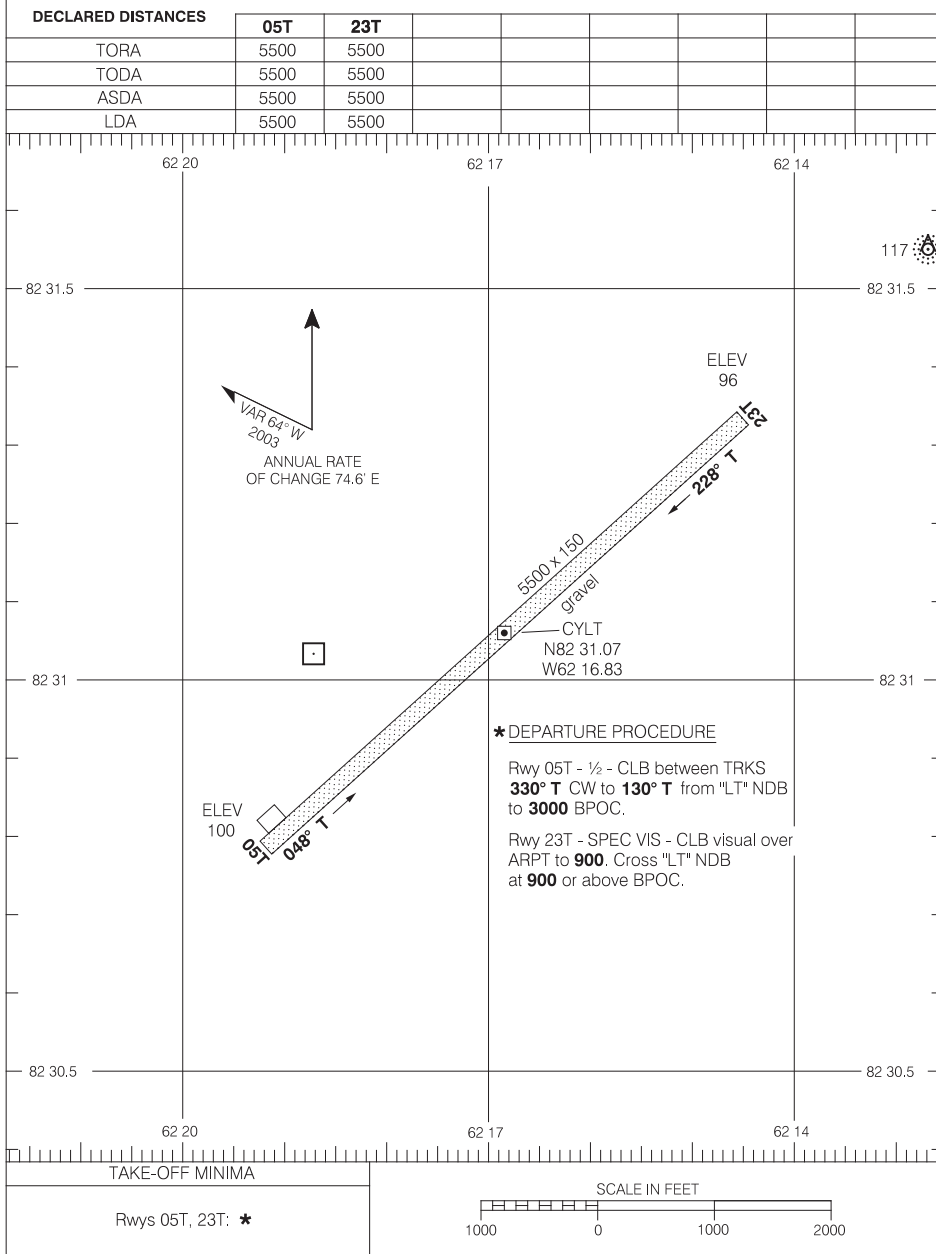 DECLARED DISTANCES
05T 23T
TORA 5500 5500
TODA 5500 5500
ASDA 5500 5500
LDA 5500 5500
62 20 62 17 62 14
117
A
82 31.5 82 31.5
ELEV
96
23T
228° T
VAR 64° W
2003
ANNUAL RATE
OF CHANGE 74.6' E
5500 x 150
gravel
CYLT
N82 31.07
W62 16.83
82 31 82 31
* DEPARTURE PROCEDURE
Rwy 05T - ½ - CLB between TRKS
330° T CW to 130° T from "LT" NDB
to 3000 BPOC.
Rwy 23T - SPEC VIS - CLB visual over
ARPT to 900. Cross "LT" NDB
at 900 or above BPOC.
ELEV
100
05T
048° T
82 30.5 82 30.5
62 20 62 17 62 14
TAKE-OFF MINIMA
Rwys 05T, 23T: *
SCALE IN FEET
1000 0 1000 2000